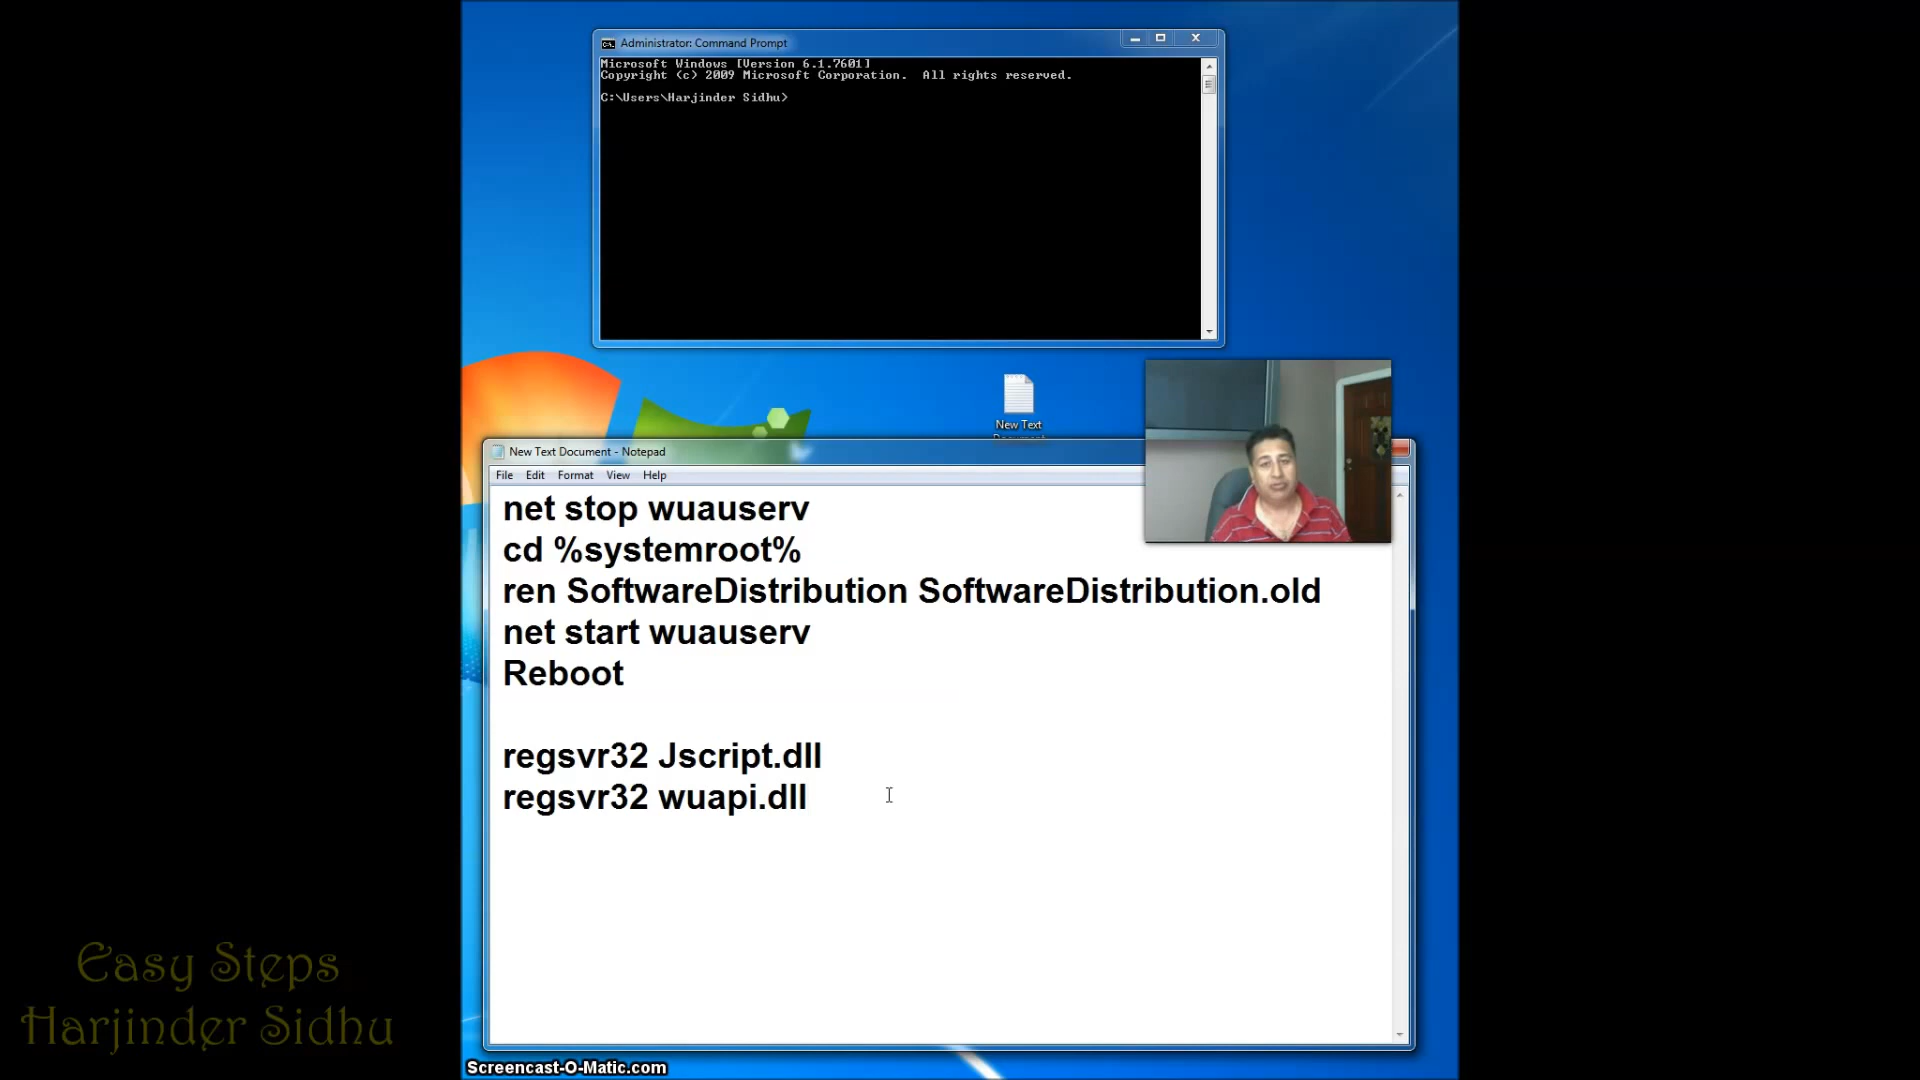 Administrator: Command Prompt
Microsoft Windows [Version 6.1.7601]
Copyright (c) 2009 Microsoft Corporation.  All rights reserved.
C:\Users\Harjinder Sidhu>
New Text
New Text Document - Notepad
File Edit Format View Help
net stop wuauserv
cd %systemroot%
ren SoftwareDistribution SoftwareDistribution.old
net start wuauserv
Reboot
regsvr32 Jscript.dll
regsvr32 wuapi.dll
Easy Steps
Harjinder Sidhu
Screencast-O-Matic.com